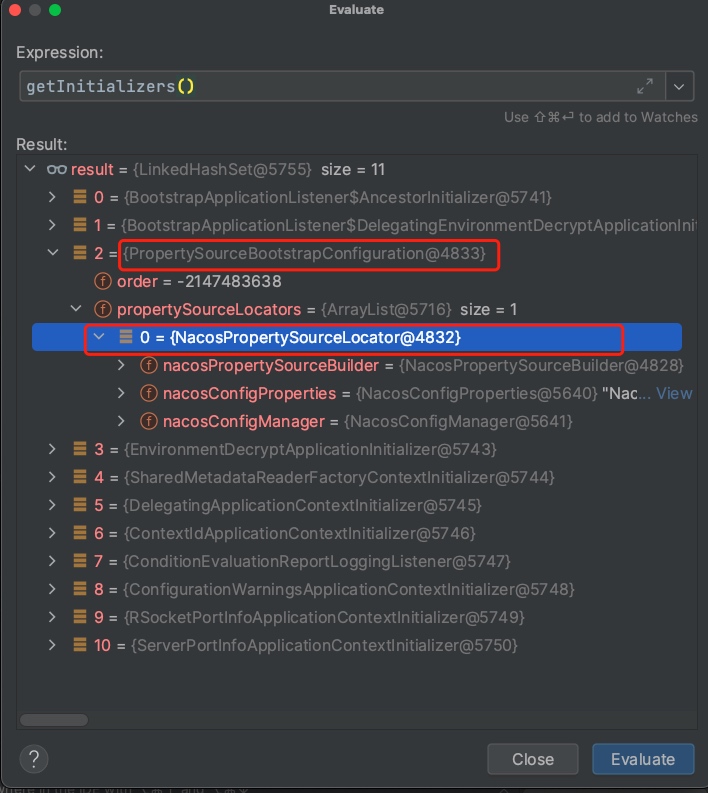 Evaluate
Expression:
getInitializers()
Use ⇧⌘⏎ to add to Watches
Result:
result = {LinkedHashSet@5755} size = 11
0 = {BootstrapApplicationListener$AncestorInitializer@5741}
1 = {BootstrapApplicationListener$DelegatingEnvironmentDecryptApplicationIni
2 = {PropertySourceBootstrapConfiguration@4833}
f order = -2147483638
f propertySourceLocators = {ArrayList@5716} size = 1
0 = {NacosPropertySourceLocator@4832}
f nacosPropertySourceBuilder = {NacosPropertySourceBuilder@4828}
f nacosConfigProperties = {NacosConfigProperties@5640} "Nac... View
f nacosConfigManager = {NacosConfigManager@5641}
3 = {EnvironmentDecryptApplicationInitializer@5743}
4 = {SharedMetadataReaderFactoryContextInitializer@5744}
5 = {DelegatingApplicationContextInitializer@5745}
6 = {ContextIdApplicationContextInitializer@5746}
7 = {ConditionEvaluationReportLoggingListener@5747}
8 = {ConfigurationWarningsApplicationContextInitializer@5748}
9 = {RSocketPortInfoApplicationContextInitializer@5749}
10 = {ServerPortInfoApplicationContextInitializer@5750}
? Close Evaluate